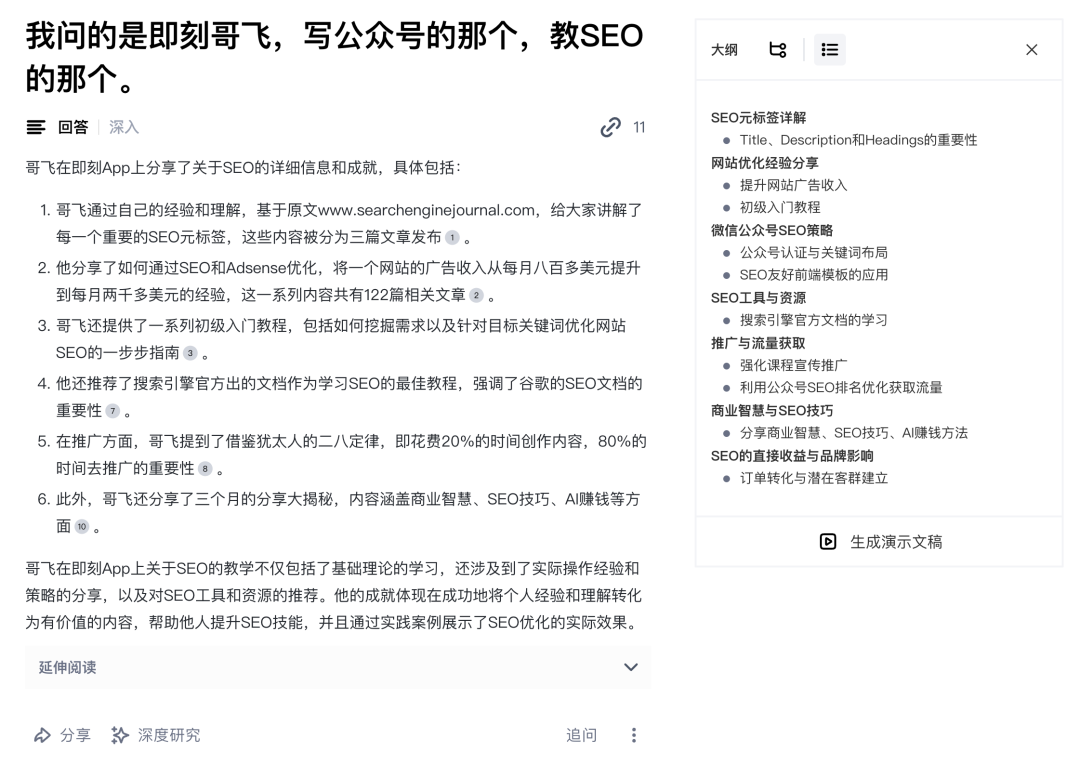 我问的是即刻哥飞，写公众号的那个，教SEO
的那个。
回答 深入 11
哥飞在即刻App上分享了关于SEO的详细信息和成就，具体包括：
1. 哥飞通过自己的经验和理解，基于原文www.searchenginejournal.com，给大家讲解了
每一个重要的SEO元标签，这些内容被分为三篇文章发布 1 。
2. 他分享了如何通过SEO和Adsense优化，将一个网站的广告收入从每月八百多美元提升
到每月两千多美元的经验，这一系列内容共有122篇相关文章 2 。
3. 哥飞还提供了一系列初级入门教程，包括如何挖掘需求以及针对目标关键词优化网站
SEO的一步步指南 3 。
4. 他还推荐了搜索引擎官方出的文档作为学习SEO的最佳教程，强调了谷歌的SEO文档的
重要性 7 。
5. 在推广方面，哥飞提到了借鉴犹太人的二八定律，即花费20%的时间创作内容，80%的
时间去推广的重要性 8 。
6. 此外，哥飞还分享了三个月的分享大揭秘，内容涵盖商业智慧、SEO技巧、AI赚钱等方
面 10 。
哥飞在即刻App上关于SEO的教学不仅包括了基础理论的学习，还涉及到了实际操作经验和
策略的分享，以及对SEO工具和资源的推荐。他的成就体现在成功地将个人经验和理解转化
为有价值的内容，帮助他人提升SEO技能，并且通过实践案例展示了SEO优化的实际效果。
延伸阅读
分享 深度研究 追问
大纲
SEO元标签详解
Title、Description和Headings的重要性
网站优化经验分享
提升网站广告收入
初级入门教程
微信公众号SEO策略
公众号认证与关键词布局
SEO友好前端模板的应用
SEO工具与资源
搜索引擎官方文档的学习
推广与流量获取
强化课程宣传推广
利用公众号SEO排名优化获取流量
商业智慧与SEO技巧
分享商业智慧、SEO技巧、AI赚钱方法
SEO的直接收益与品牌影响
订单转化与潜在客群建立
生成演示文稿